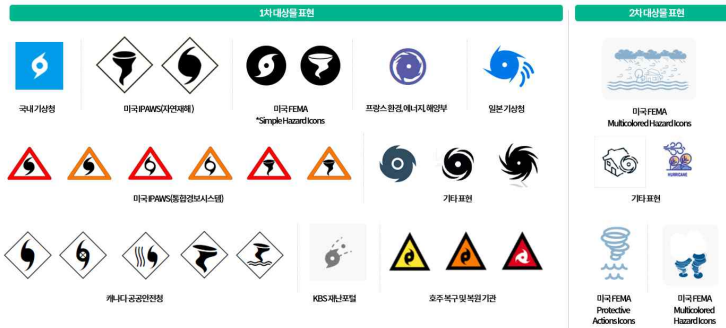 1차 대상물 표현
2차 대상물 표현
국내 기상청
미국 IPAWS(자연재해)
미국 FEMA
*Simple Hazard Icons
프랑스 환경, 에너지, 해양부
일본 기상청
미국 FEMA
Multicolored Hazard Icons
미국 IPAWS(통합경보시스템)
기타 표현
HURRICANE
기타 표현
캐나다 공공안전청
KBS 재난포털
호주 복구 및 복원 기관
미국 FEMA
Protective
Actions Icons
미국 FEMA
Multicolored
Hazard Icons